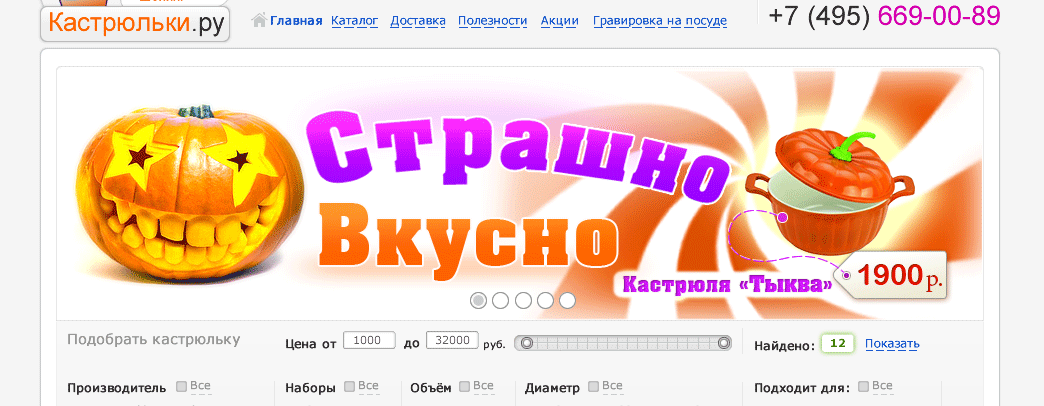 Кастрюльки.ру
Главная Каталог Доставка Полезности Акции Гравировка на посуде
+7 (495) 669-00-89
Страшно
Вкусно
Кастрюля «Тыква»
1900 р.
Подобрать кастрюльку
Цена от 1000 до 32000 руб.
Найдено: 12 Показать
Производитель Все Наборы Все Объём Все Диаметр Все Подходит для: Все